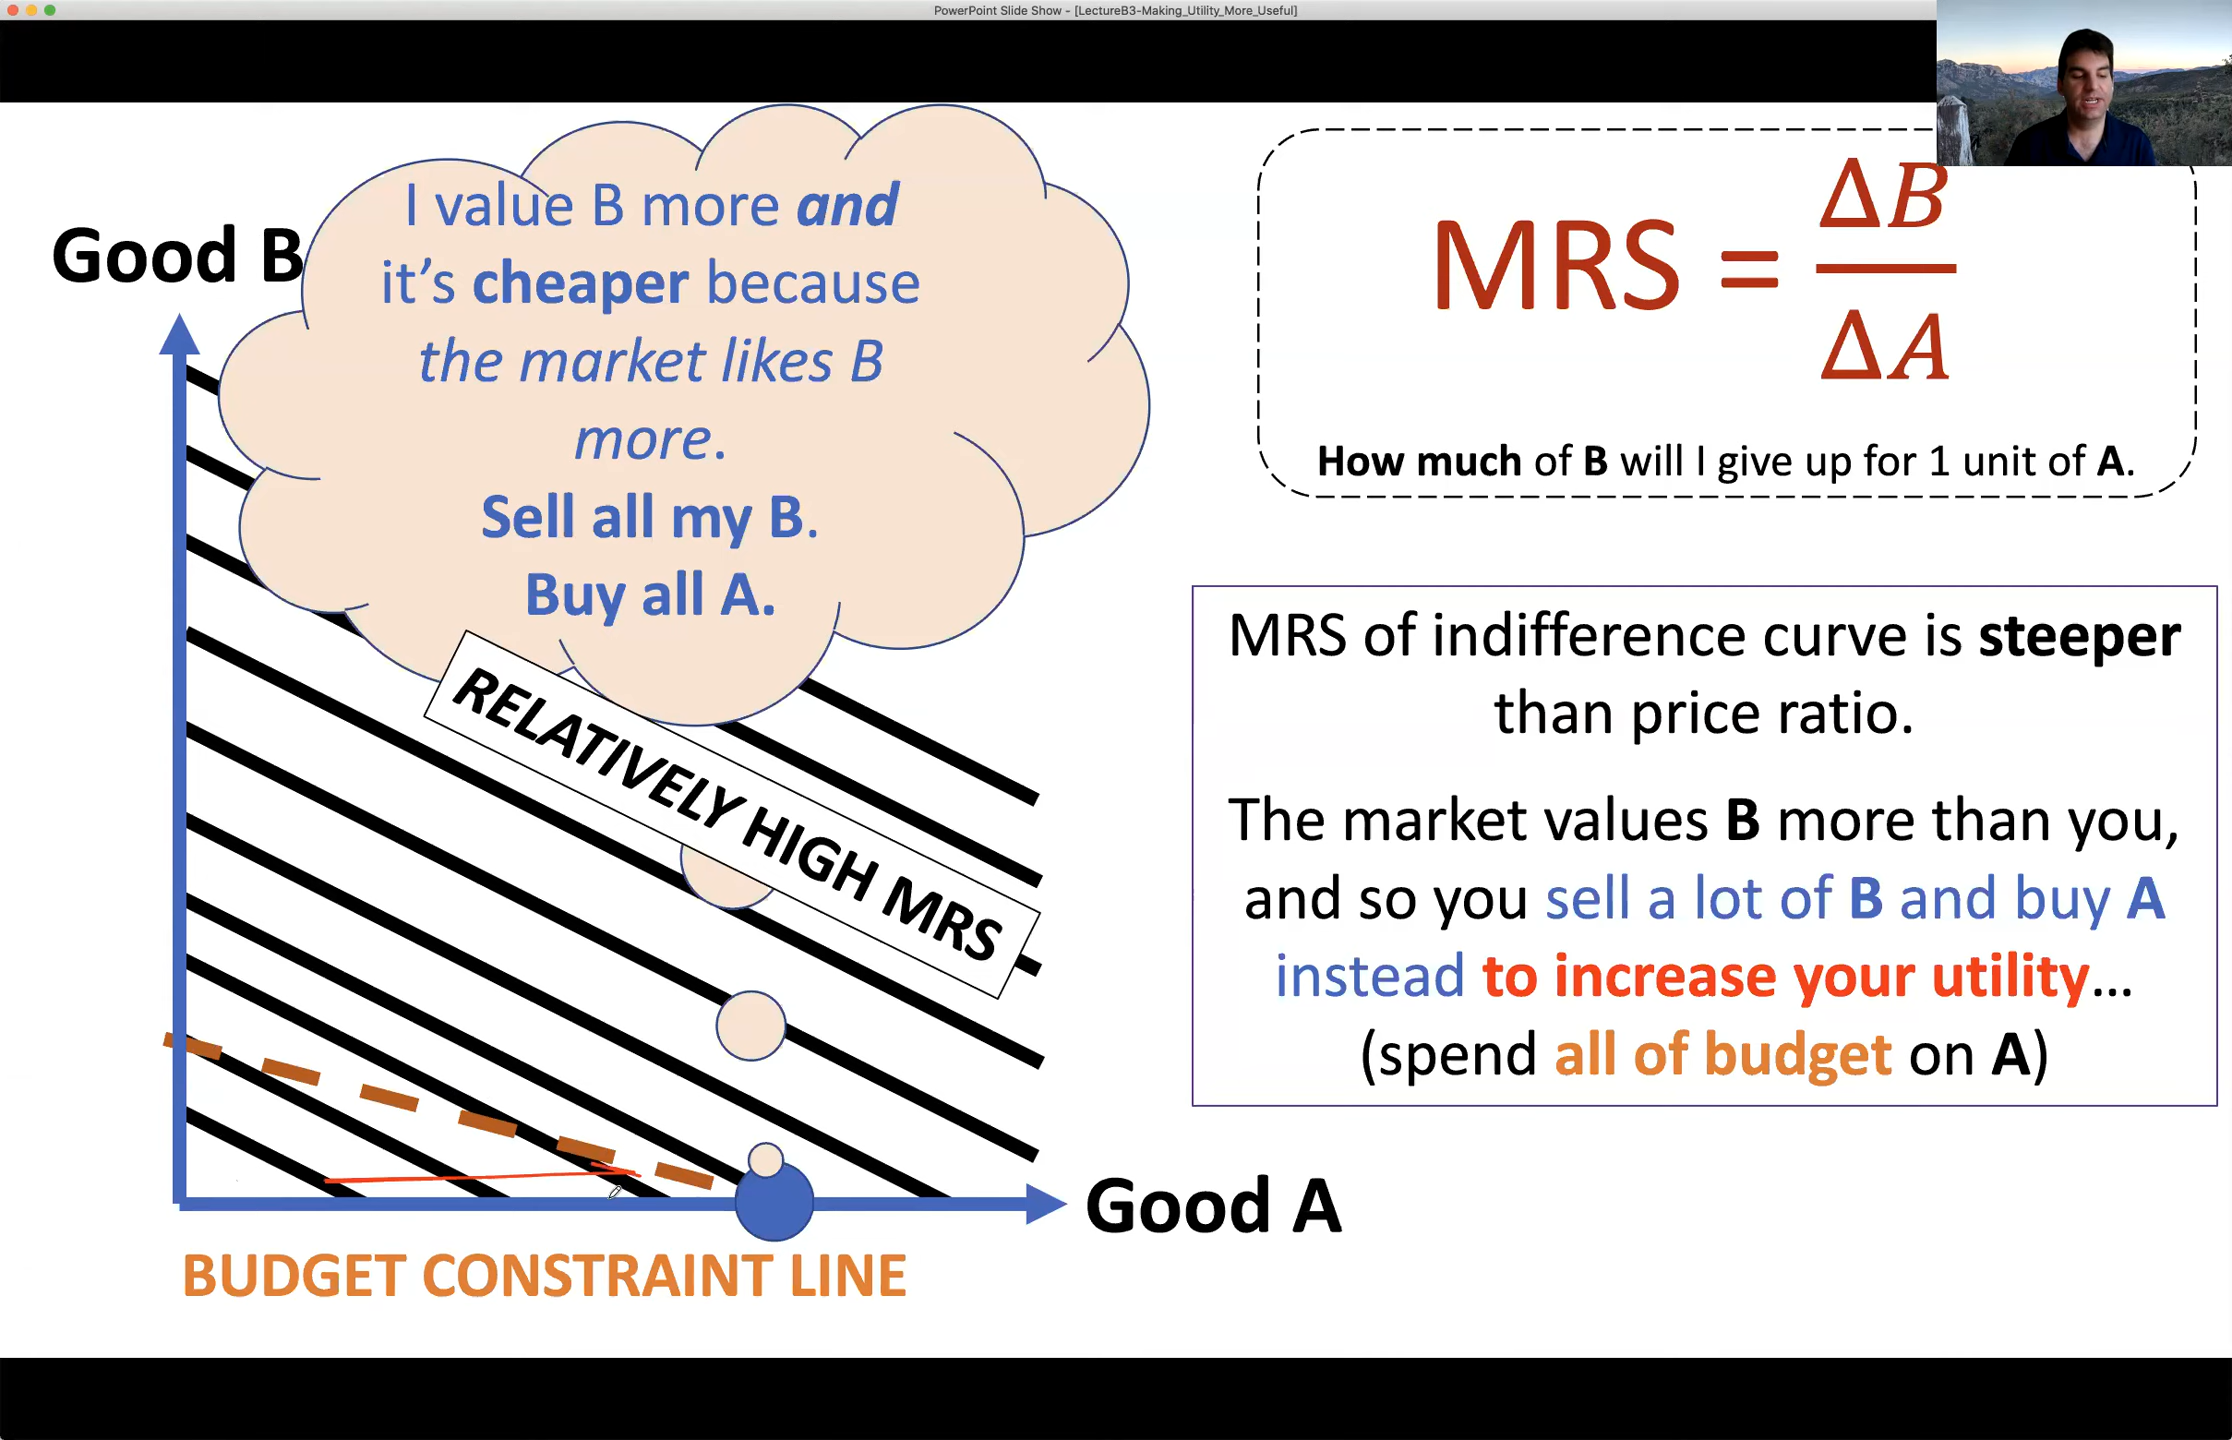 PowerPoint Slide Show - [LectureB3-Making_Utility_More_Useful]
I value B more and
it's cheaper because
the market likes B
more.
Sell all my B.
Buy all A.
Good B
RELATIVELY HIGH MRS
Good A
BUDGET CONSTRAINT LINE
MRS = ΔB/ΔA
How much of B will I give up for 1 unit of A.
MRS of indifference curve is steeper
than price ratio.
The market values B more than you,
and so you sell a lot of B and buy A
instead to increase your utility...
(spend all of budget on A)